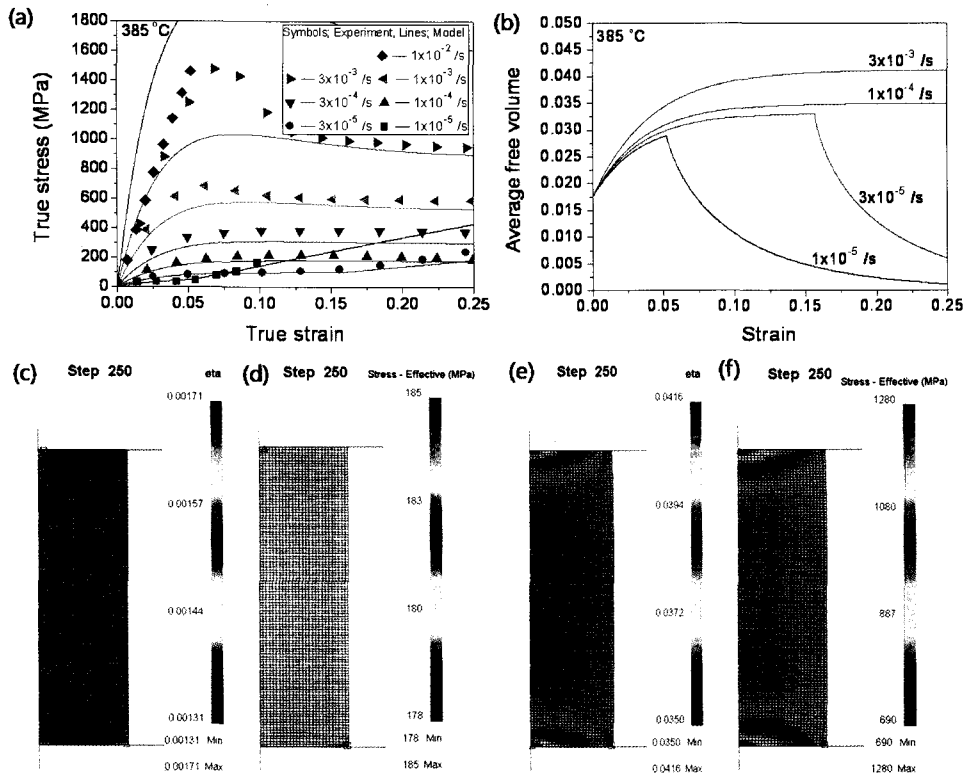 (a)
385 °C
Symbols; Experiment, Lines; Model
1x10⁻² /s
3x10⁻³ /s
1x10⁻³ /s
3x10⁻⁴ /s
1x10⁻⁴ /s
3x10⁻⁵ /s
1x10⁻⁵ /s
True stress (MPa)
1800
1600
1400
1200
1000
800
600
400
200
0
0.00
0.05
0.10
0.15
0.20
0.25
True strain
(b)
385 °C
Average free volume
0.050
0.045
0.040
0.035
0.030
0.025
0.020
0.015
0.010
0.005
0.000
3x10⁻³ /s
1x10⁻⁴ /s
3x10⁻⁵ /s
1x10⁻⁵ /s
0.00
0.05
0.10
0.15
0.20
0.25
Strain
(c)
Step 250
eta
0.00171
0.00157
0.00144
0.00131
0.00131 Min
0.00171 Max
(d)
Step 250
Stress - Effective (MPa)
185
183
180
178
178 Min
185 Max
(e)
Step 250
eta
0.0416
0.0394
0.0372
0.0350
0.0350 Min
0.0416 Max
(f)
Step 250
Stress - Effective (MPa)
1280
1080
887
690
690 Min
1280 Max